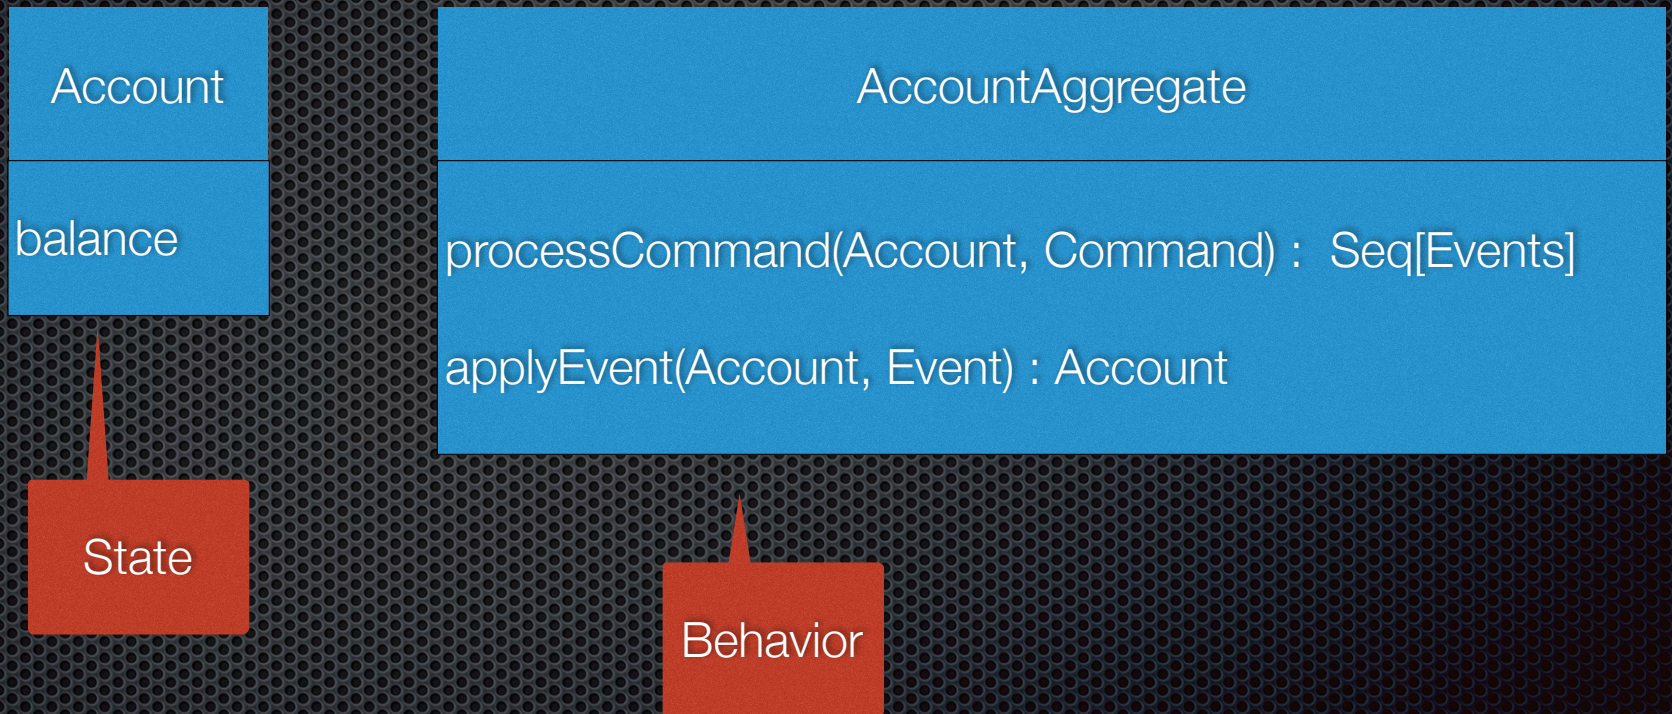 Account
balance
State
AccountAggregate
processCommand(Account, Command) : Seq[Events]
applyEvent(Account, Event) : Account
Behavior